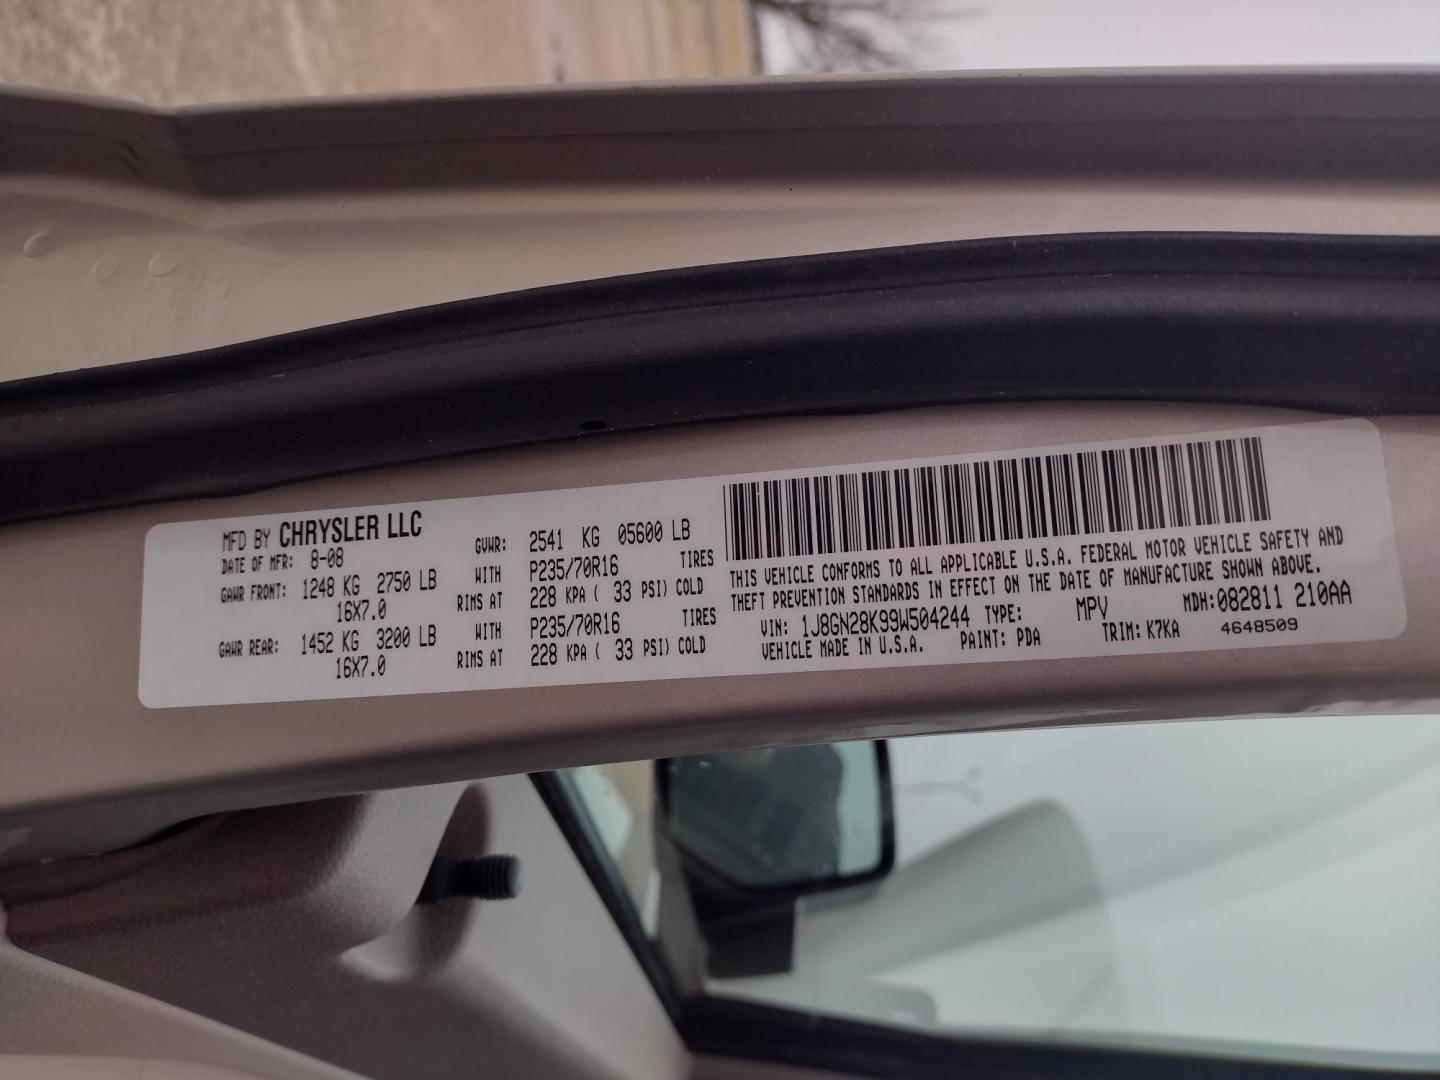 MFD BY CHRYSLER LLC
DATE OF MFR: 8-08
GAWR FRONT: 1248 KG 2750 LB
16X7.0
GAWR REAR: 1452 KG 3200 LB
16X7.0
GVWR: 2541 KG 05600 LB
WITH P235/70R16 TIRES
RIMS AT 228 KPA ( 33 PSI) COLD
WITH P235/70R16 TIRES
RIMS AT 228 KPA ( 33 PSI) COLD
THIS VEHICLE CONFORMS TO ALL APPLICABLE U.S.A. FEDERAL MOTOR VEHICLE SAFETY AND
THEFT PREVENTION STANDARDS IN EFFECT ON THE DATE OF MANUFACTURE SHOWN ABOVE.
VIN: 1J8GN28K99W504244 TYPE: MPV MDH:082811 210AA
VEHICLE MADE IN U.S.A. PAINT: PDA TRIM: K7KA 4648509